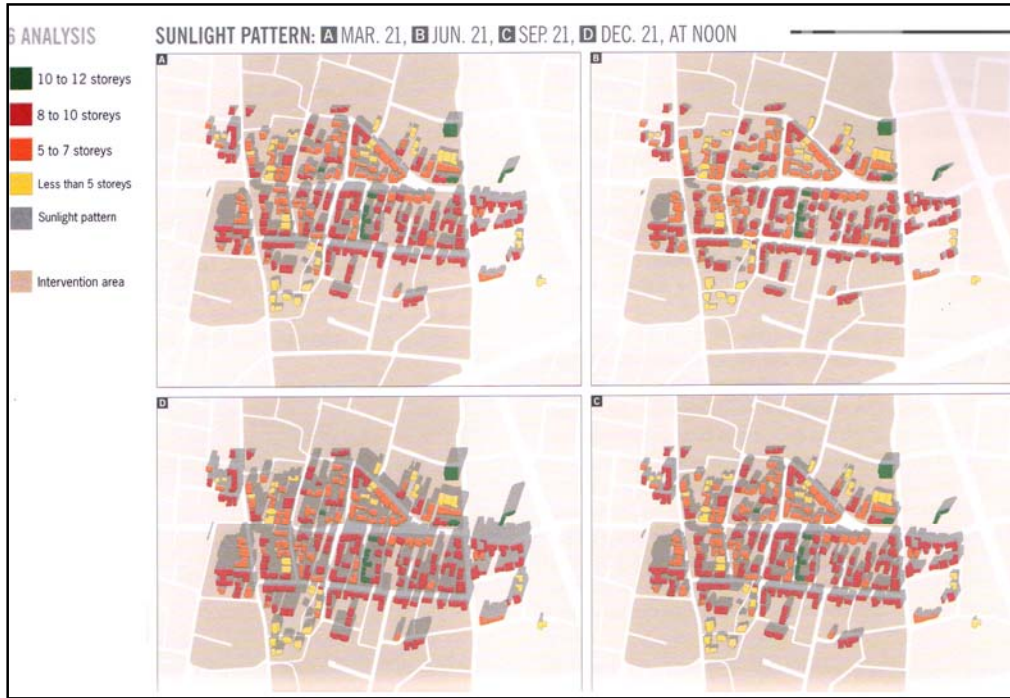 6 ANALYSIS
SUNLIGHT PATTERN: A MAR. 21, B JUN. 21, C SEP. 21, D DEC. 21, AT NOON
10 to 12 storeys
8 to 10 storeys
5 to 7 storeys
Less than 5 storeys
Sunlight pattern
Intervention area
A
B
D
C